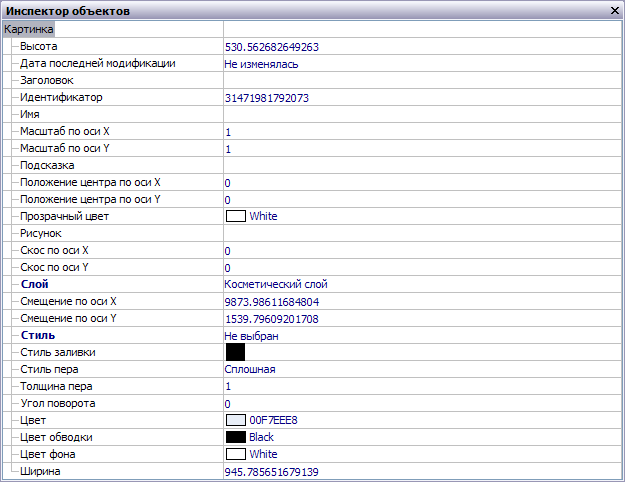 Инспектор объектов
Картинка
Высота 530.562682649263
Дата последней модификации Не изменялась
Заголовок
Идентификатор 31471981792073
Имя
Масштаб по оси X 1
Масштаб по оси Y 1
Подсказка
Положение центра по оси X 0
Положение центра по оси Y 0
Прозрачный цвет White
Рисунок
Скос по оси X 0
Скос по оси Y 0
Слой Косметический слой
Смещение по оси X 9873.98611684804
Смещение по оси Y 1539.79609201708
Стиль Не выбран
Стиль заливки
Стиль пера Сплошная
Толщина пера 1
Угол поворота 0
Цвет 00F7EEE8
Цвет обводки Black
Цвет фона White
Ширина 945.785651679139